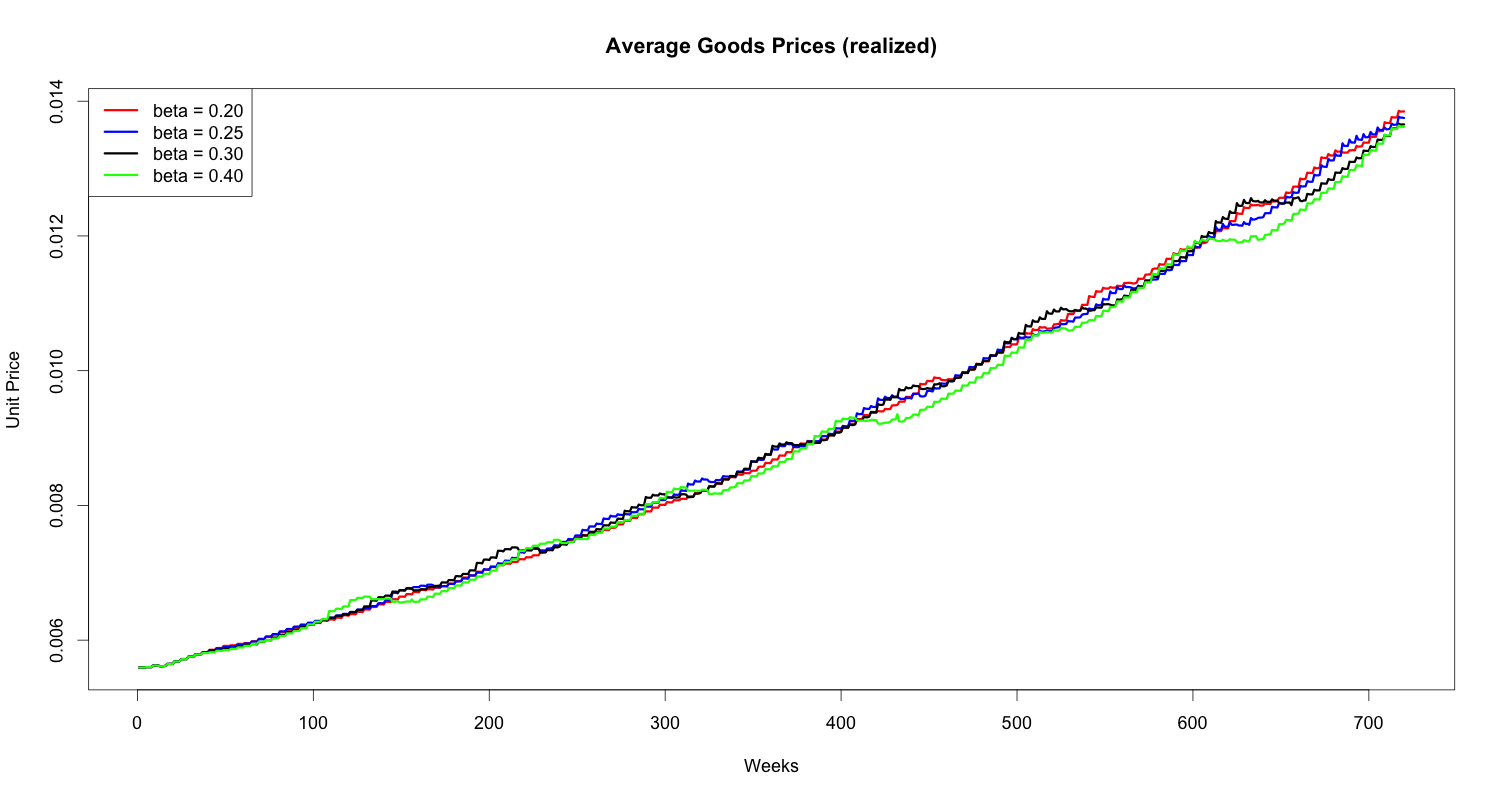 Average Goods Prices (realized)
beta = 0.20
beta = 0.25
beta = 0.30
beta = 0.40
Unit Price
0.014
0.012
0.010
0.008
0.006
0 100 200 300 400 500 600 700
Weeks